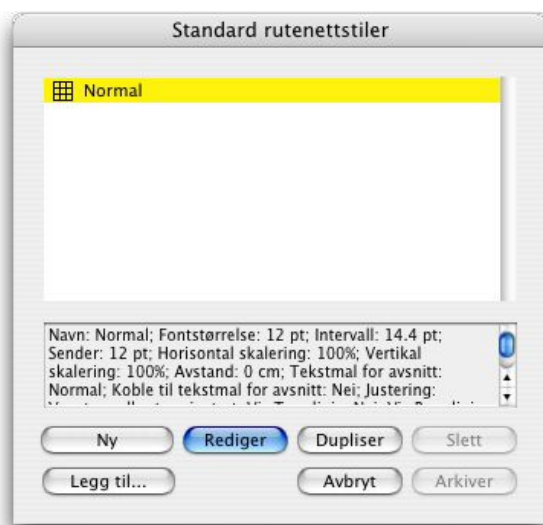 Standard rutenettstiler
Normal
Navn: Normal; Fontstørrelse: 12 pt; Intervall: 14.4 pt;
Sender: 12 pt; Horisontal skalering: 100%; Vertikal
skalering: 100%; Avstand: 0 cm; Tekstmal for avsnitt:
Normal; Koble til tekstmal for avsnitt: Nei; Justering:
Ny Rediger Dupliser Slett
Legg til... Avbryt Arkiver